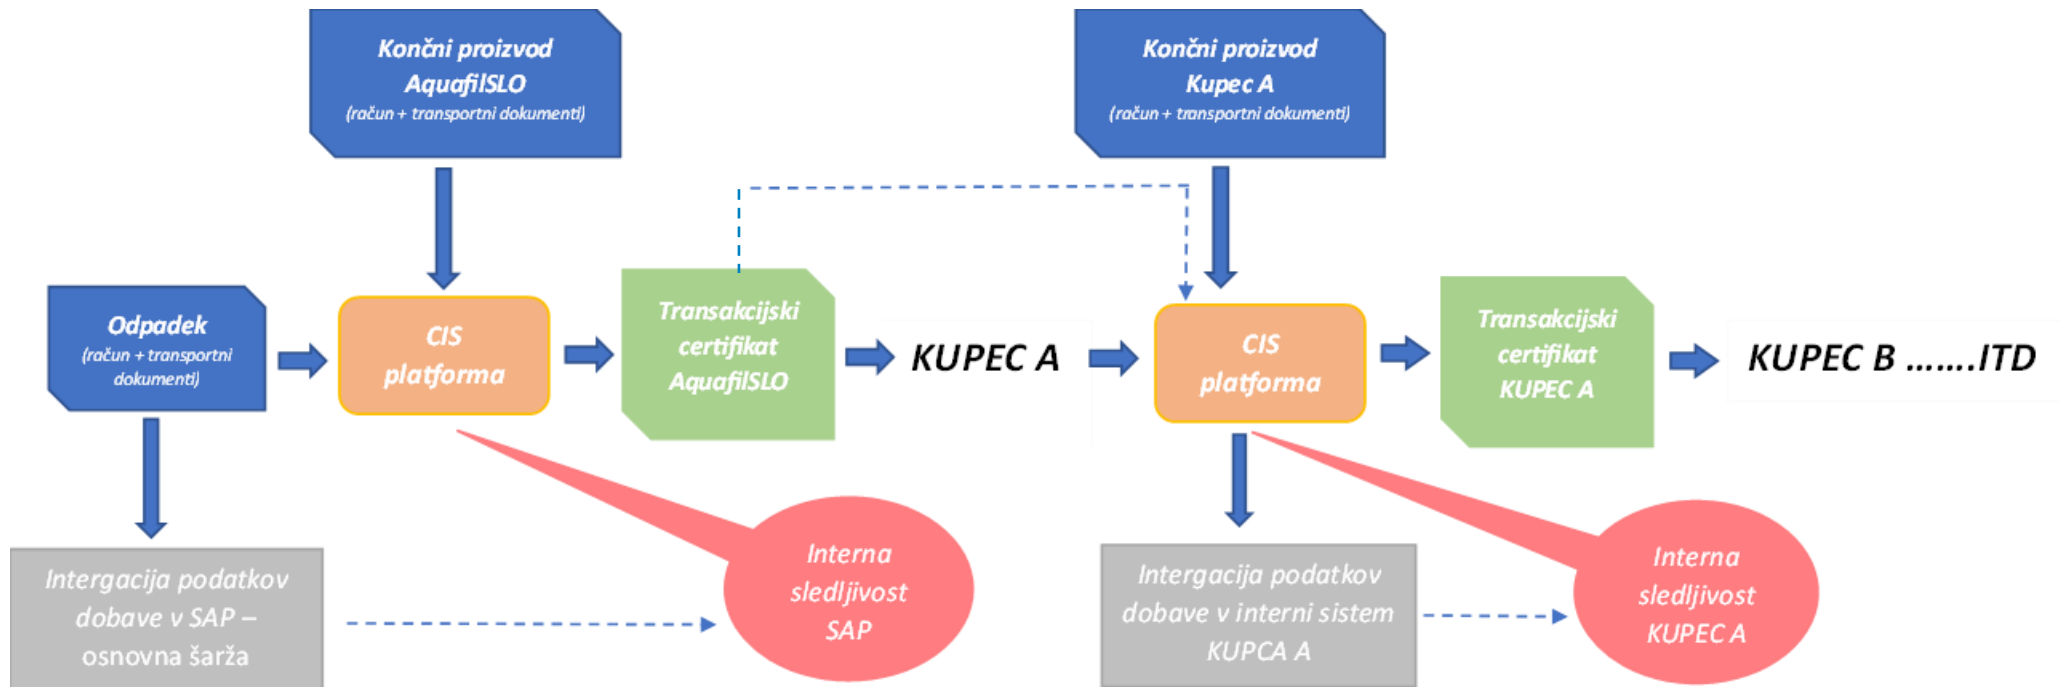 Končni proizvod
AquafilSLO
(račun + transportni dokumenti)
Končni proizvod
Kupec A
(račun + transportni dokumenti)
Odpadek
(račun + transportni
dokumenti)
CIS
platforma
Transakcijski
certifikat
AquafilSLO
KUPEC A
CIS
platforma
Transakcijski
certifikat
KUPEC A
KUPEC B .......ITD
Intergacija podatkov
dobave v SAP –
osnovna šarža
Interna
sledljivost
SAP
Intergacija podatkov
dobave v interni sistem
KUPCA A
Interna
sledljivost
KUPEC A